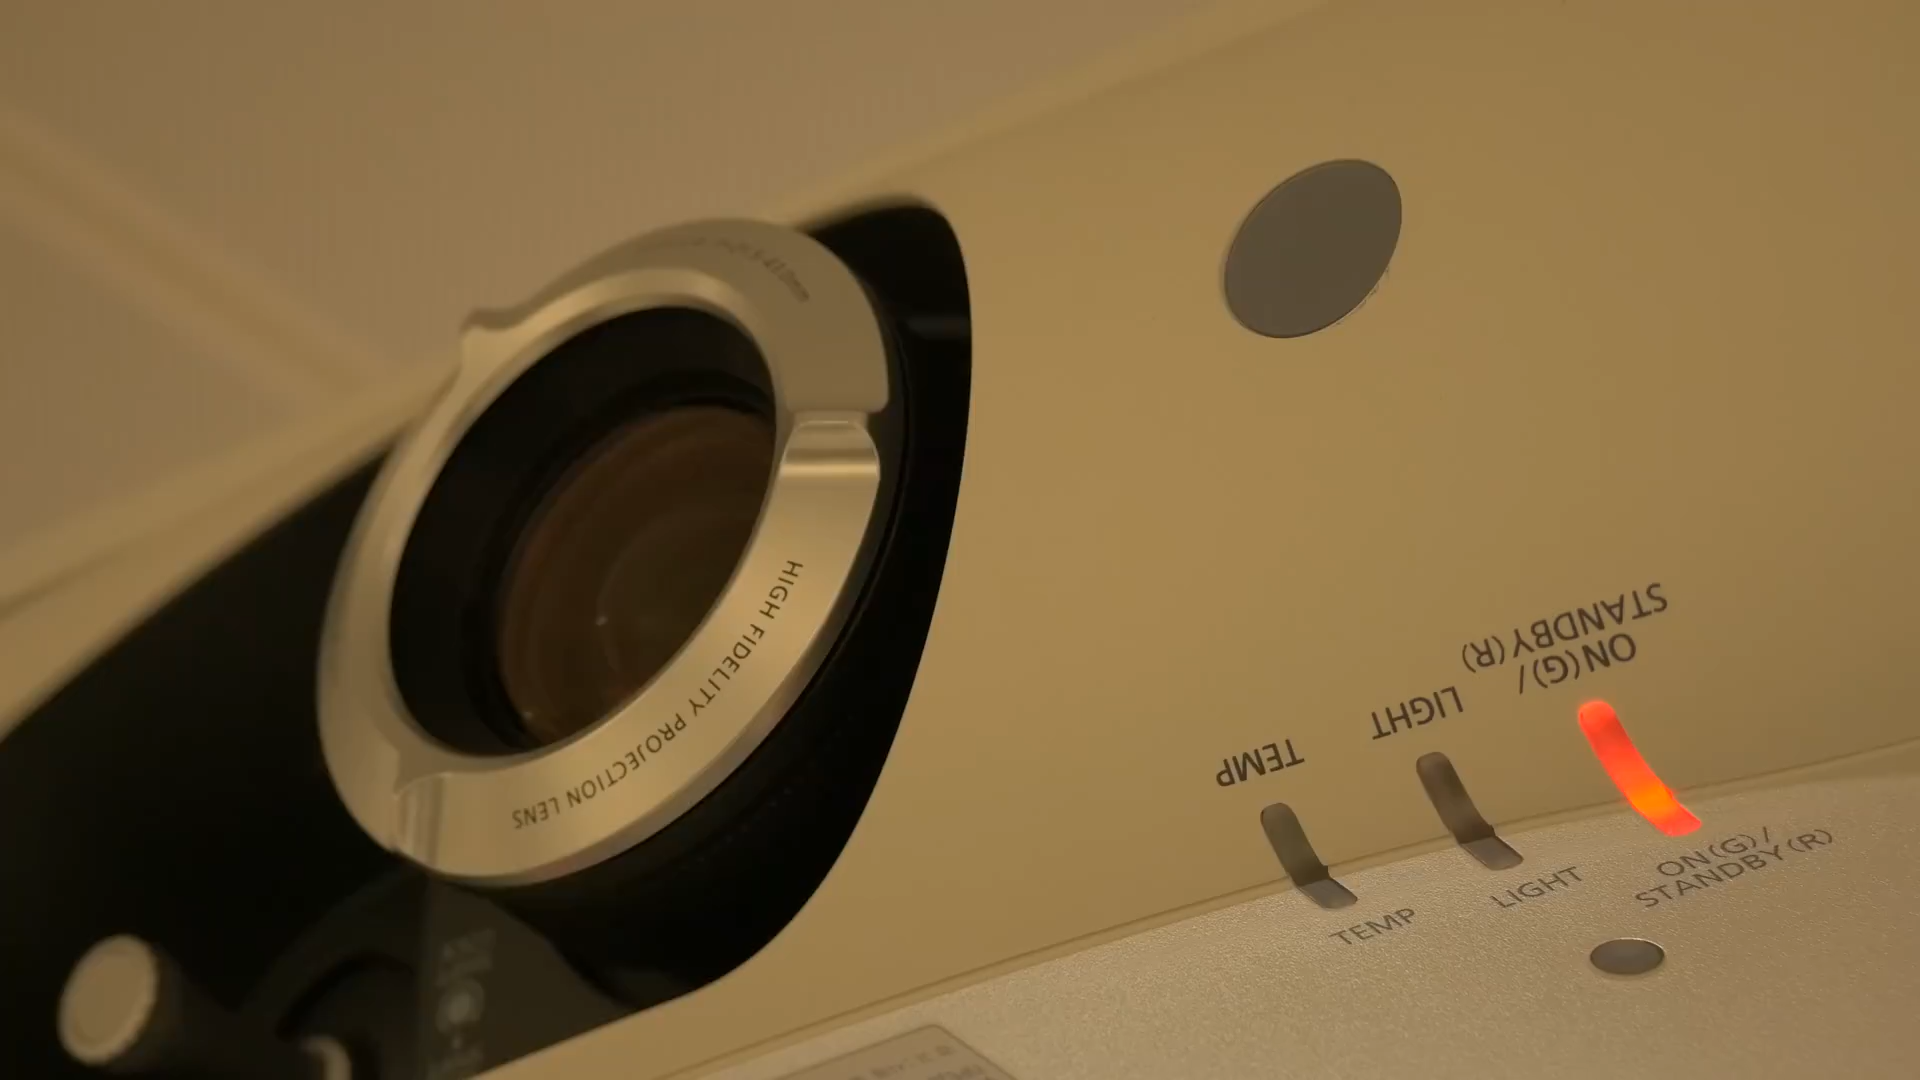 HIGH FIDELITY PROJECTION LENS
ON(G)/
STANDBY(R)
LIGHT
TEMP
ON(G)/
STANDBY(R)
LIGHT
TEMP